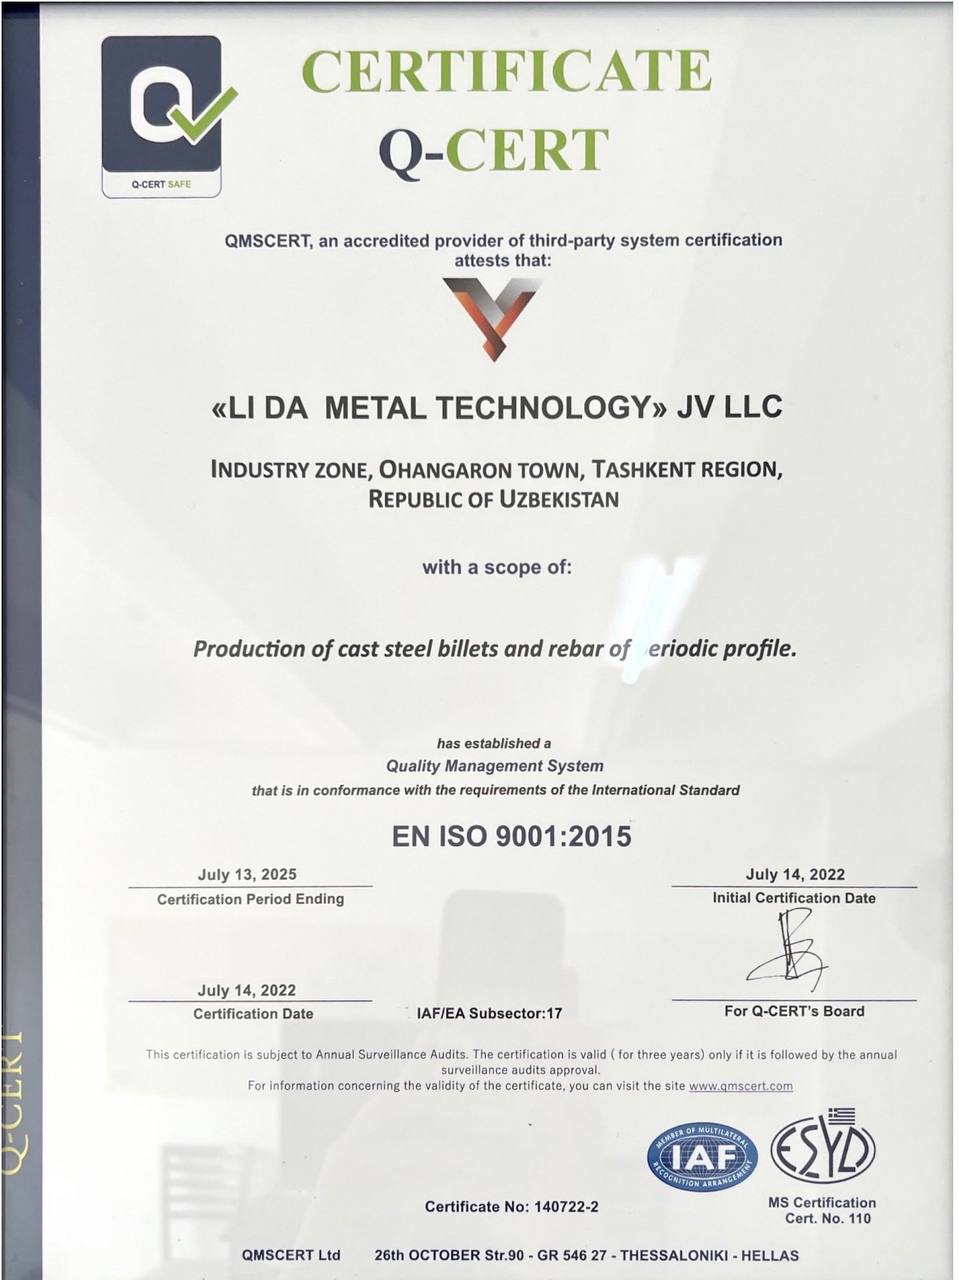 CERTIFICATE
Q-CERT
Q-CERT SAFE
QMSCERT, an accredited provider of third-party system certification
attests that:
«LI DA METAL TECHNOLOGY» JV LLC
INDUSTRY ZONE, OHANGARON TOWN, TASHKENT REGION,
REPUBLIC OF UZBEKISTAN
with a scope of:
Production of cast steel billets and rebar of periodic profile.
has established a
Quality Management System
that is in conformance with the requirements of the International Standard
EN ISO 9001:2015
July 13, 2025
Certification Period Ending
July 14, 2022
Initial Certification Date
July 14, 2022
Certification Date
IAF/EA Subsector:17
For Q-CERT's Board
This certification is subject to Annual Surveillance Audits. The certification is valid ( for three years) only if it is followed by the annual
surveillance audits approval.
For information concerning the validity of the certificate, you can visit the site www.qmscert.com
Q-CERT
MEMBER OF MULTILATERAL
IAF
RECOGNITION ARRANGEMENT
ESYD
MS Certification
Cert. No. 110
Certificate No: 140722-2
QMSCERT Ltd 26th OCTOBER Str.90 - GR 546 27 - THESSALONIKI - HELLAS